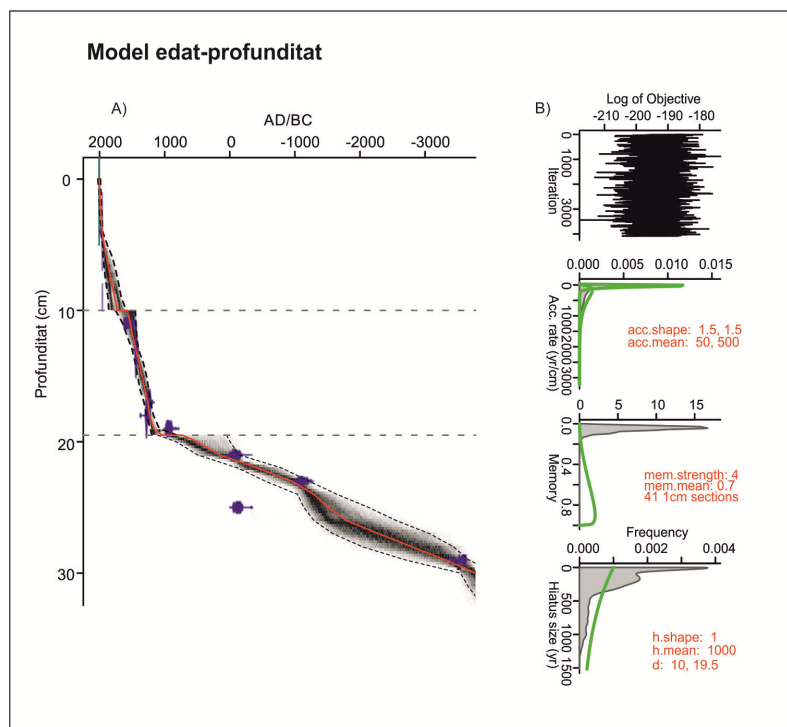 Model edat-profunditat
A)
AD/BC
2000 1000 0 -1000 -2000 -3000
Profunditat (cm)
0
10
20
30
B)
Log of Objective
-210 -200 -190 -180
Iteration
0 1000 3000
0.000 0.005 0.010 0.015
Acc. rate (yr/cm)
0 1000 2000 3000
acc.shape: 1.5, 1.5
acc.mean: 50, 500
0 5 10 15
Memory
0.0 0.4 0.8
mem.strength: 4
mem.mean: 0.7
41 1cm sections
Frequency
0.000 0.002 0.004
Hiatus size (yr)
0 500 1000 1500
h.shape: 1
h.mean: 1000
d: 10, 19.5